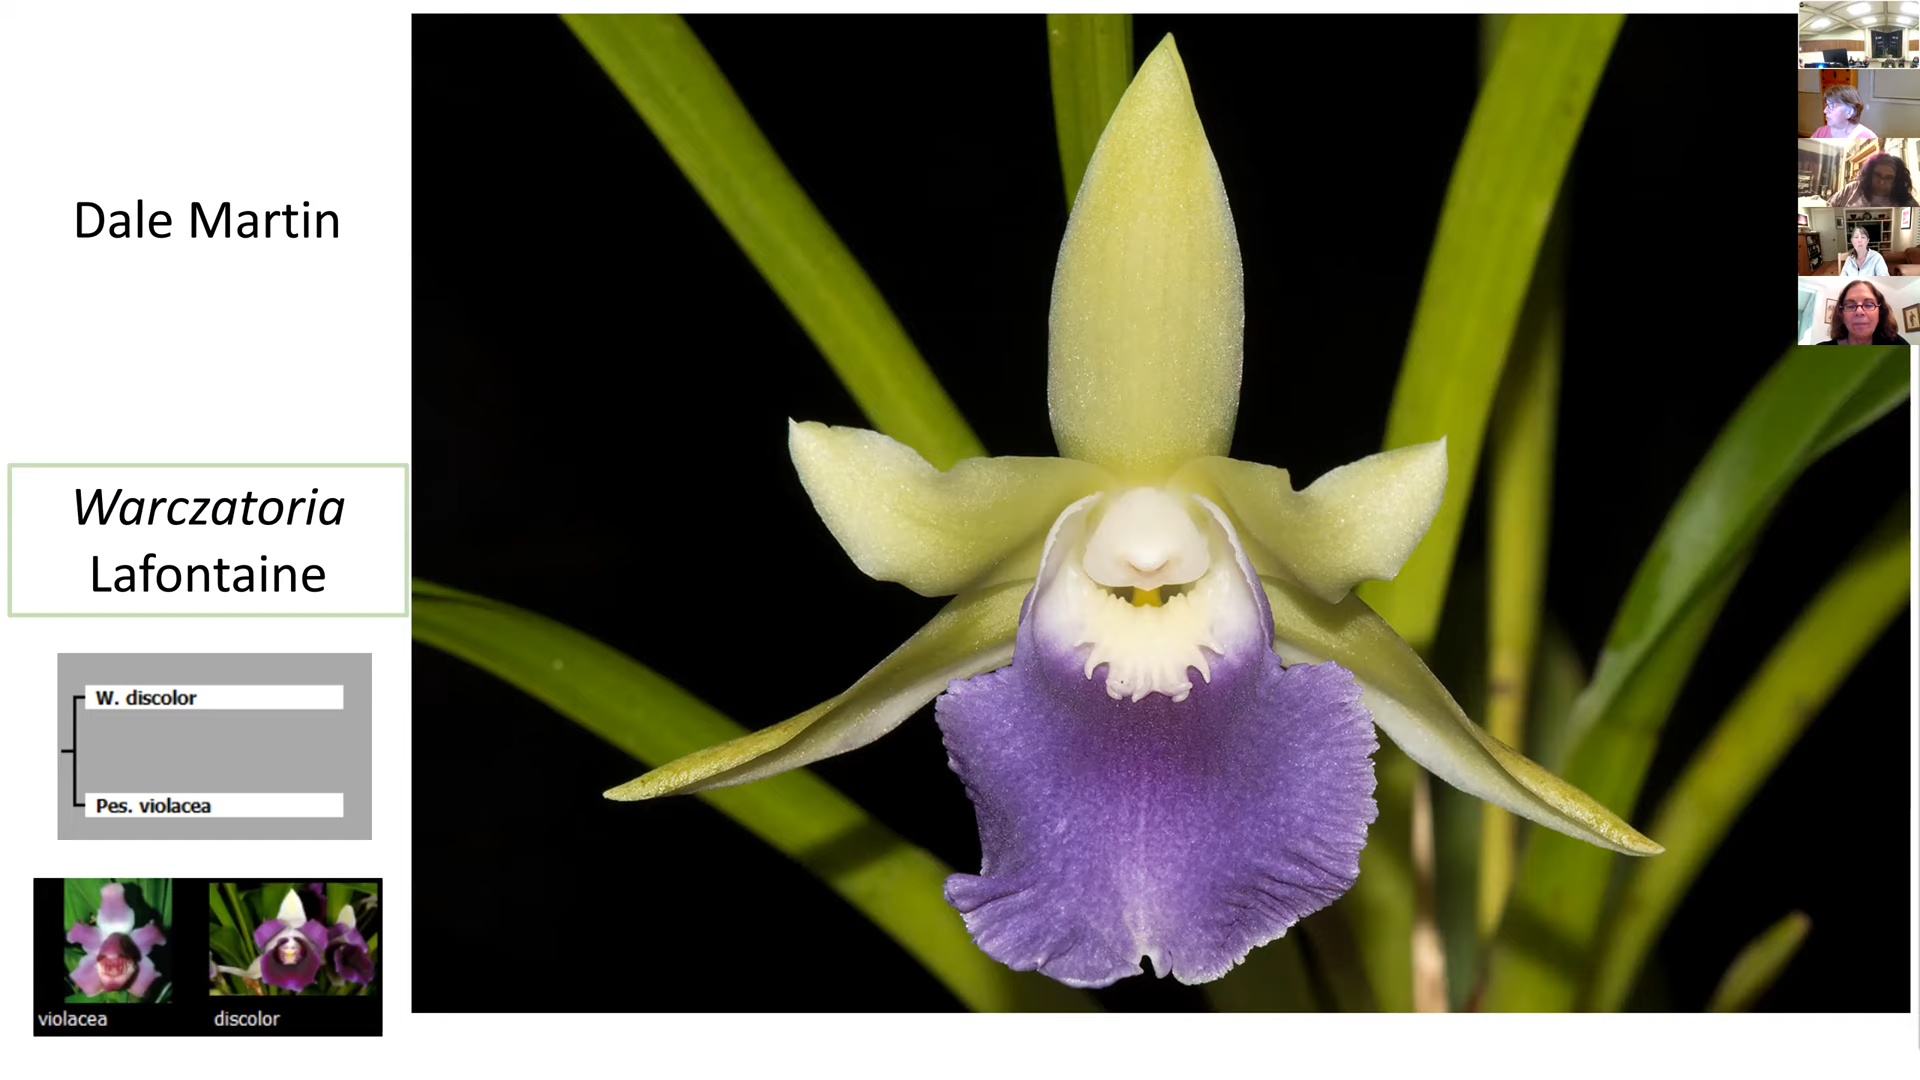 Dale Martin
Warczatoria
Lafontaine
W. discolor
Pes. violacea
violacea
discolor